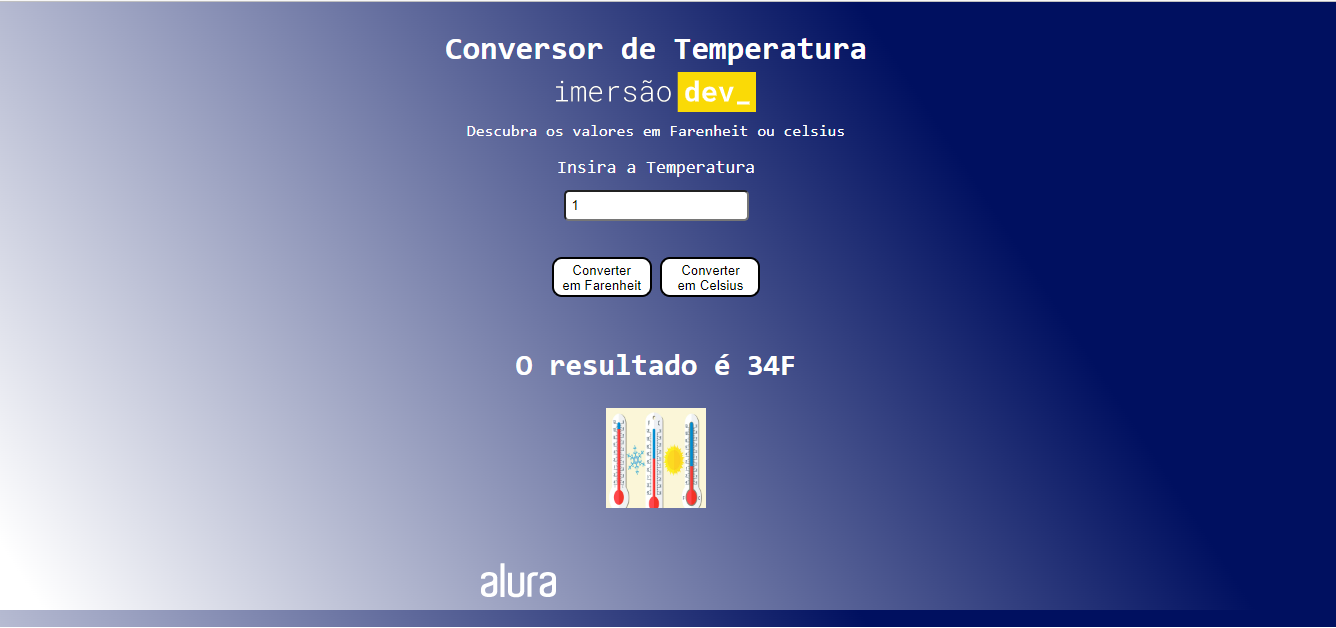 Conversor de Temperatura
imersão dev_
Descubra os valores em Farenheit ou celsius
Insira a Temperatura
1
Converter
em Farenheit
Converter
em Celsius
O resultado é 34F
alura